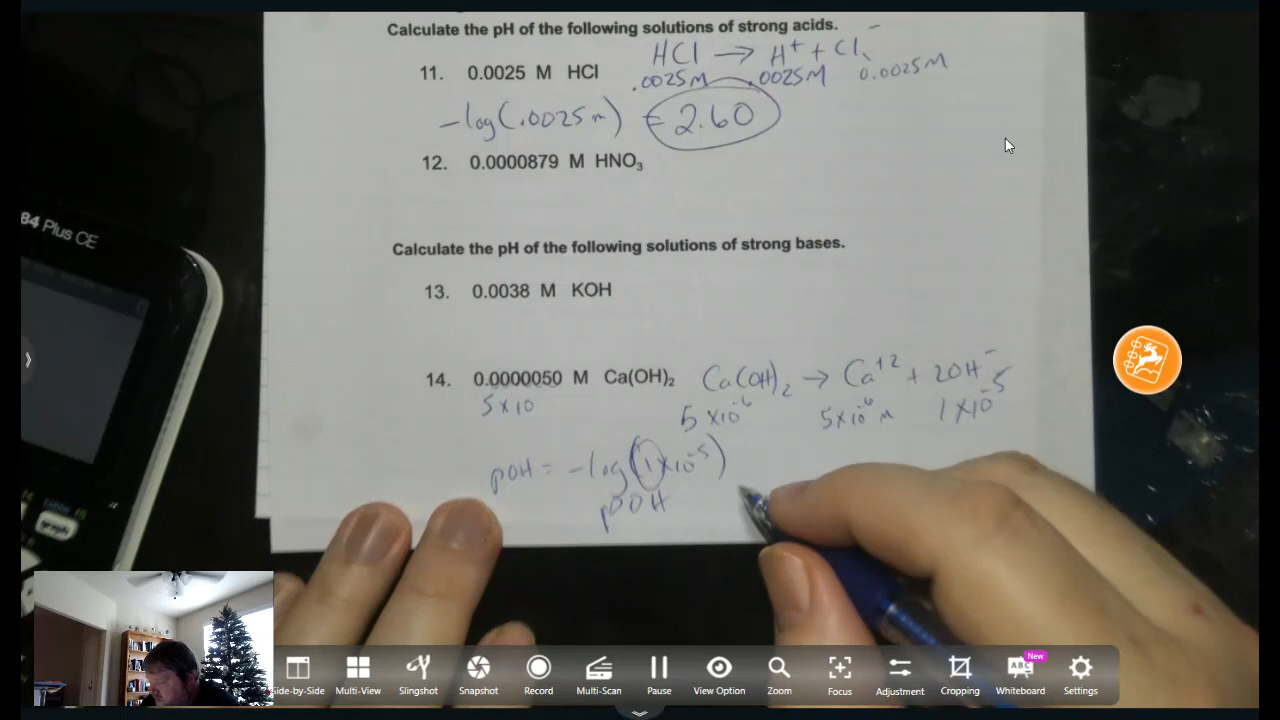 Calculate the pH of the following solutions of strong acids.
HCl → H⁺ + Cl⁻
11. 0.0025 M HCl
.0025M .0025M 0.0025M
-log(.0025m) = 2.60
12. 0.0000879 M HNO₃
84 Plus CE
Calculate the pH of the following solutions of strong bases.
13. 0.0038 M KOH
14. 0.0000050 M Ca(OH)₂ Ca(OH)₂ → Ca⁺² + 2OH⁻
5x10 5x10⁻⁶ 5x10⁻⁶ M 1x10⁻⁵
pOH = -log(1x10⁻⁵)
pOH
graph
New
ABC
Side-by-Side Multi-View Slingshot Snapshot Record Multi-Scan Pause View Option Zoom Focus Adjustment Cropping Whiteboard Settings